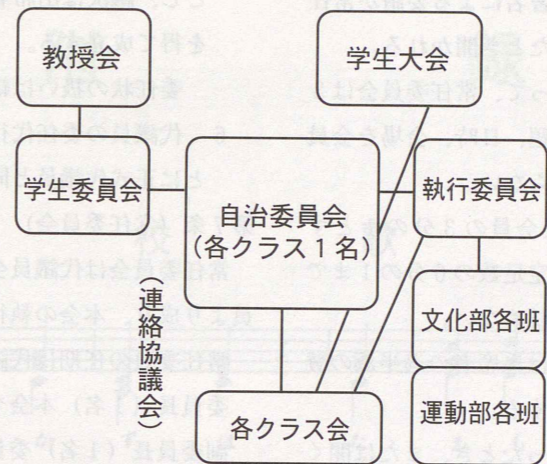 教授会
学生大会
学生委員会
自治委員会
(各クラス1名)
執行委員会
(連絡協議会)
文化部各班
各クラス会
運動部各班